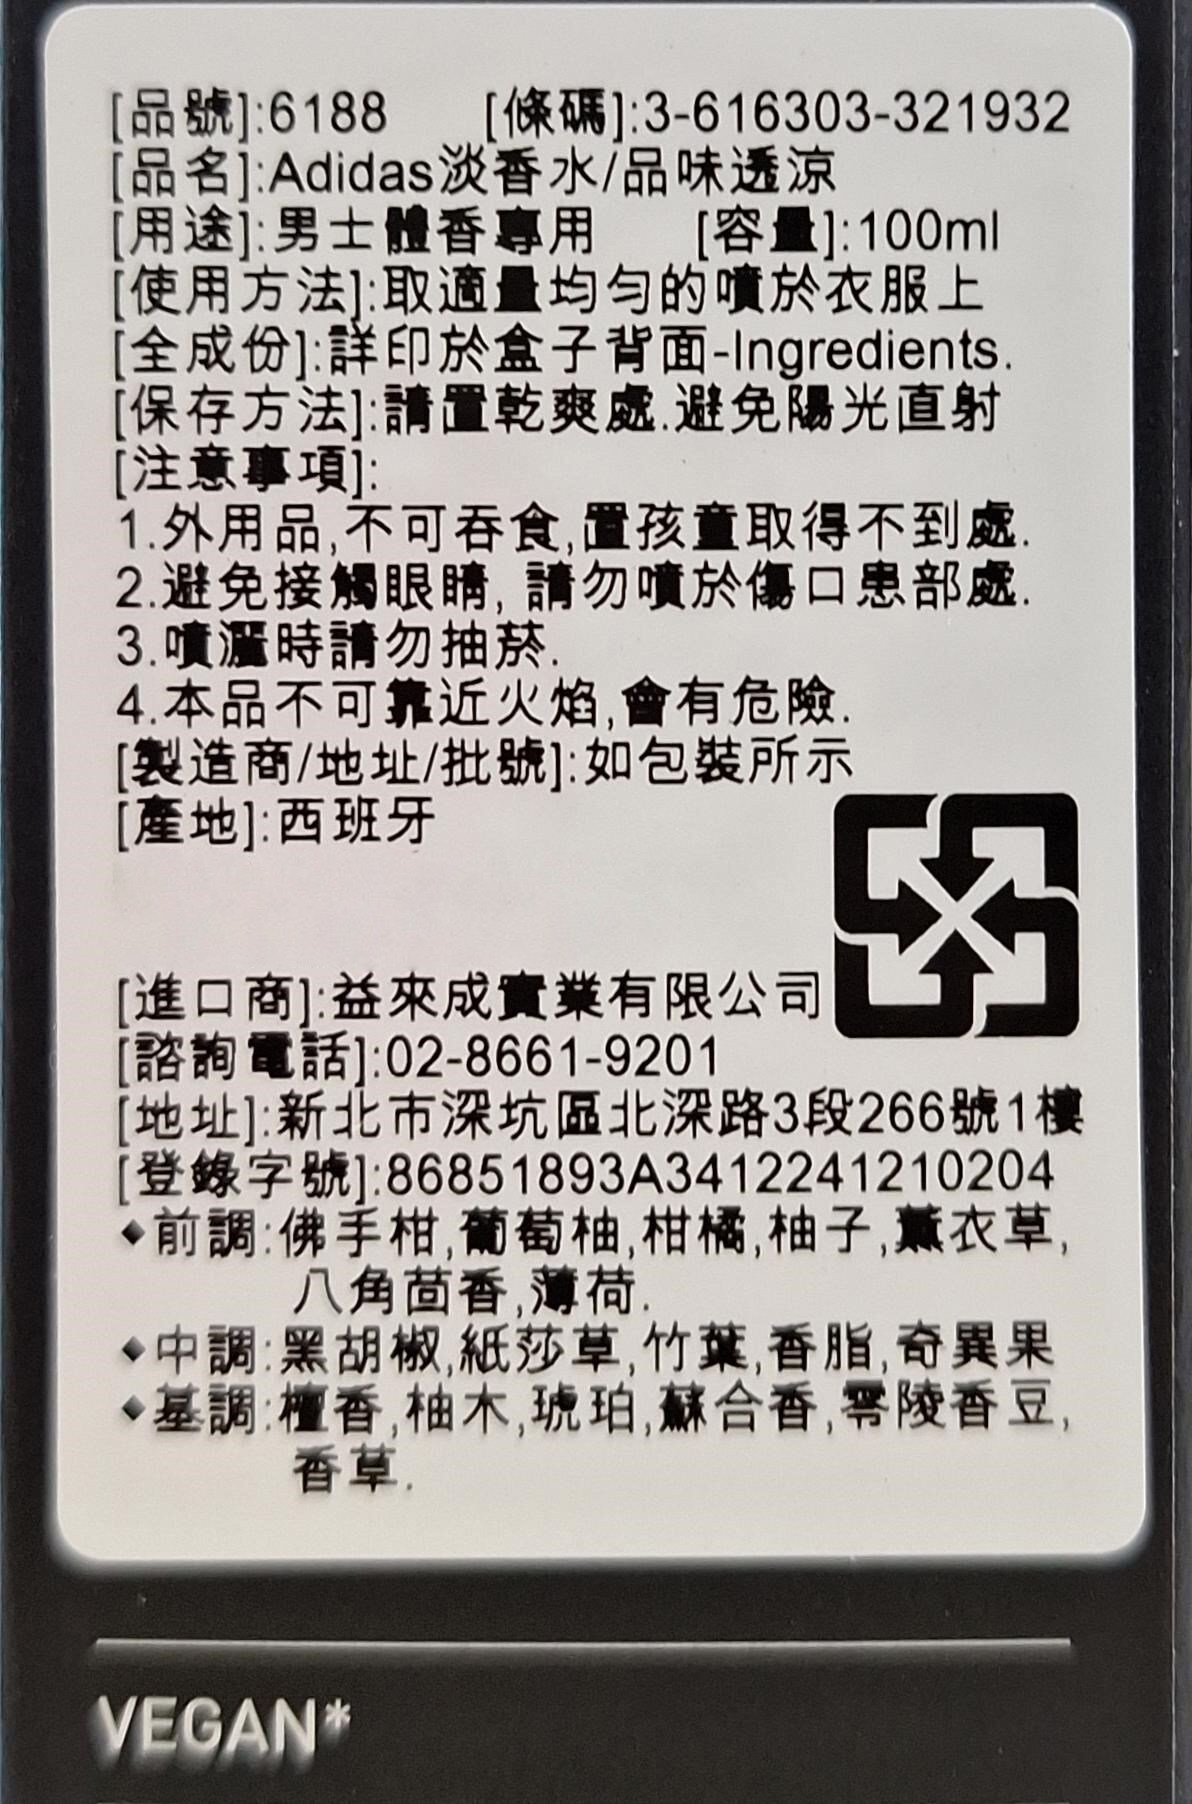 [品號]:6188 [條碼]:3-616303-321932
[品名]:Adidas淡香水/品味透涼
[用途]:男士體香專用 [容量]:100ml
[使用方法]:取適量均勻的噴於衣服上
[全成份]:詳印於盒子背面-Ingredients.
[保存方法]:請置乾爽處.避免陽光直射
[注意事項]:
1.外用品,不可吞食,置孩童取得不到處.
2.避免接觸眼睛,請勿噴於傷口患部處.
3.噴灑時請勿抽菸.
4.本品不可靠近火焰,會有危險.
[製造商/地址/批號]:如包裝所示
[產地]:西班牙
[進口商]:益來成實業有限公司
[諮詢電話]:02-8661-9201
[地址]:新北市深坑區北深路3段266號1樓
[登錄字號]:86851893A3412241210204
◆前調:佛手柑,葡萄柚,柑橘,柚子,薰衣草,
八角茴香,薄荷.
◆中調:黑胡椒,紙莎草,竹葉,香脂,奇異果
◆基調:檀香,柚木,琥珀,蘇合香,零陵香豆,
香草.
VEGAN*